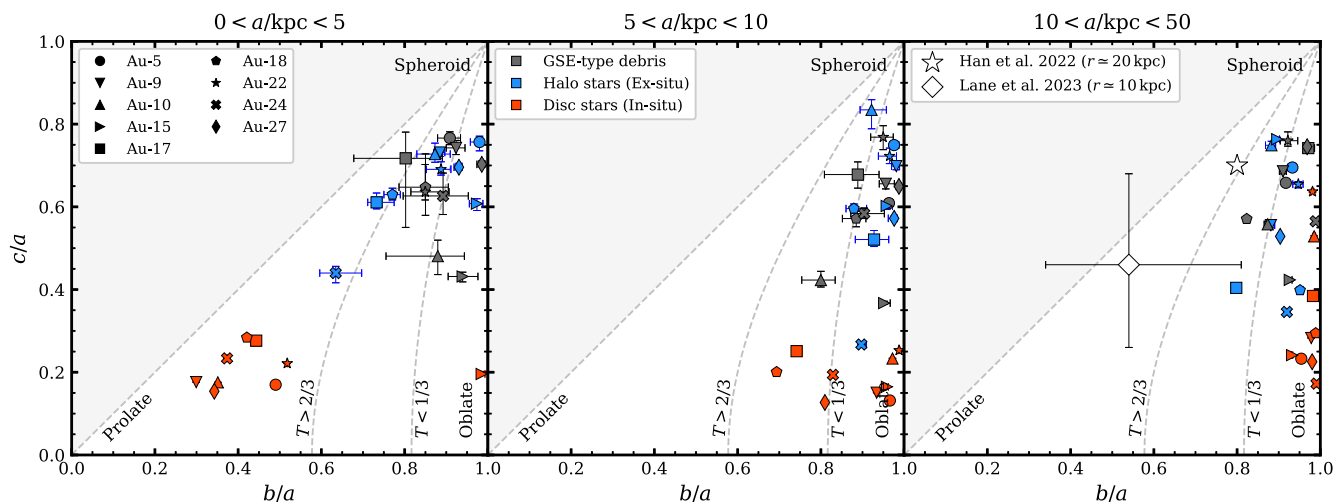 0 < a/kpc < 5
5 < a/kpc < 10
10 < a/kpc < 50
c/a
1.0
0.8
0.6
0.4
0.2
0.0
Au-5
Au-9
Au-10
Au-15
Au-17
Au-18
Au-22
Au-24
Au-27
Spheroid
Prolate
T > 2/3
T < 1/3
Oblate
0.0
0.2
0.4
0.6
0.8
1.0
b/a
GSE-type debris
Halo stars (Ex-situ)
Disc stars (In-situ)
Spheroid
Prolate
T > 2/3
T < 1/3
Oblate
0.0
0.2
0.4
0.6
0.8
1.0
b/a
Han et al. 2022 (r ≃ 20 kpc)
Lane et al. 2023 (r ≃ 10 kpc)
Spheroid
Prolate
T > 2/3
T < 1/3
Oblate
0.0
0.2
0.4
0.6
0.8
1.0
b/a